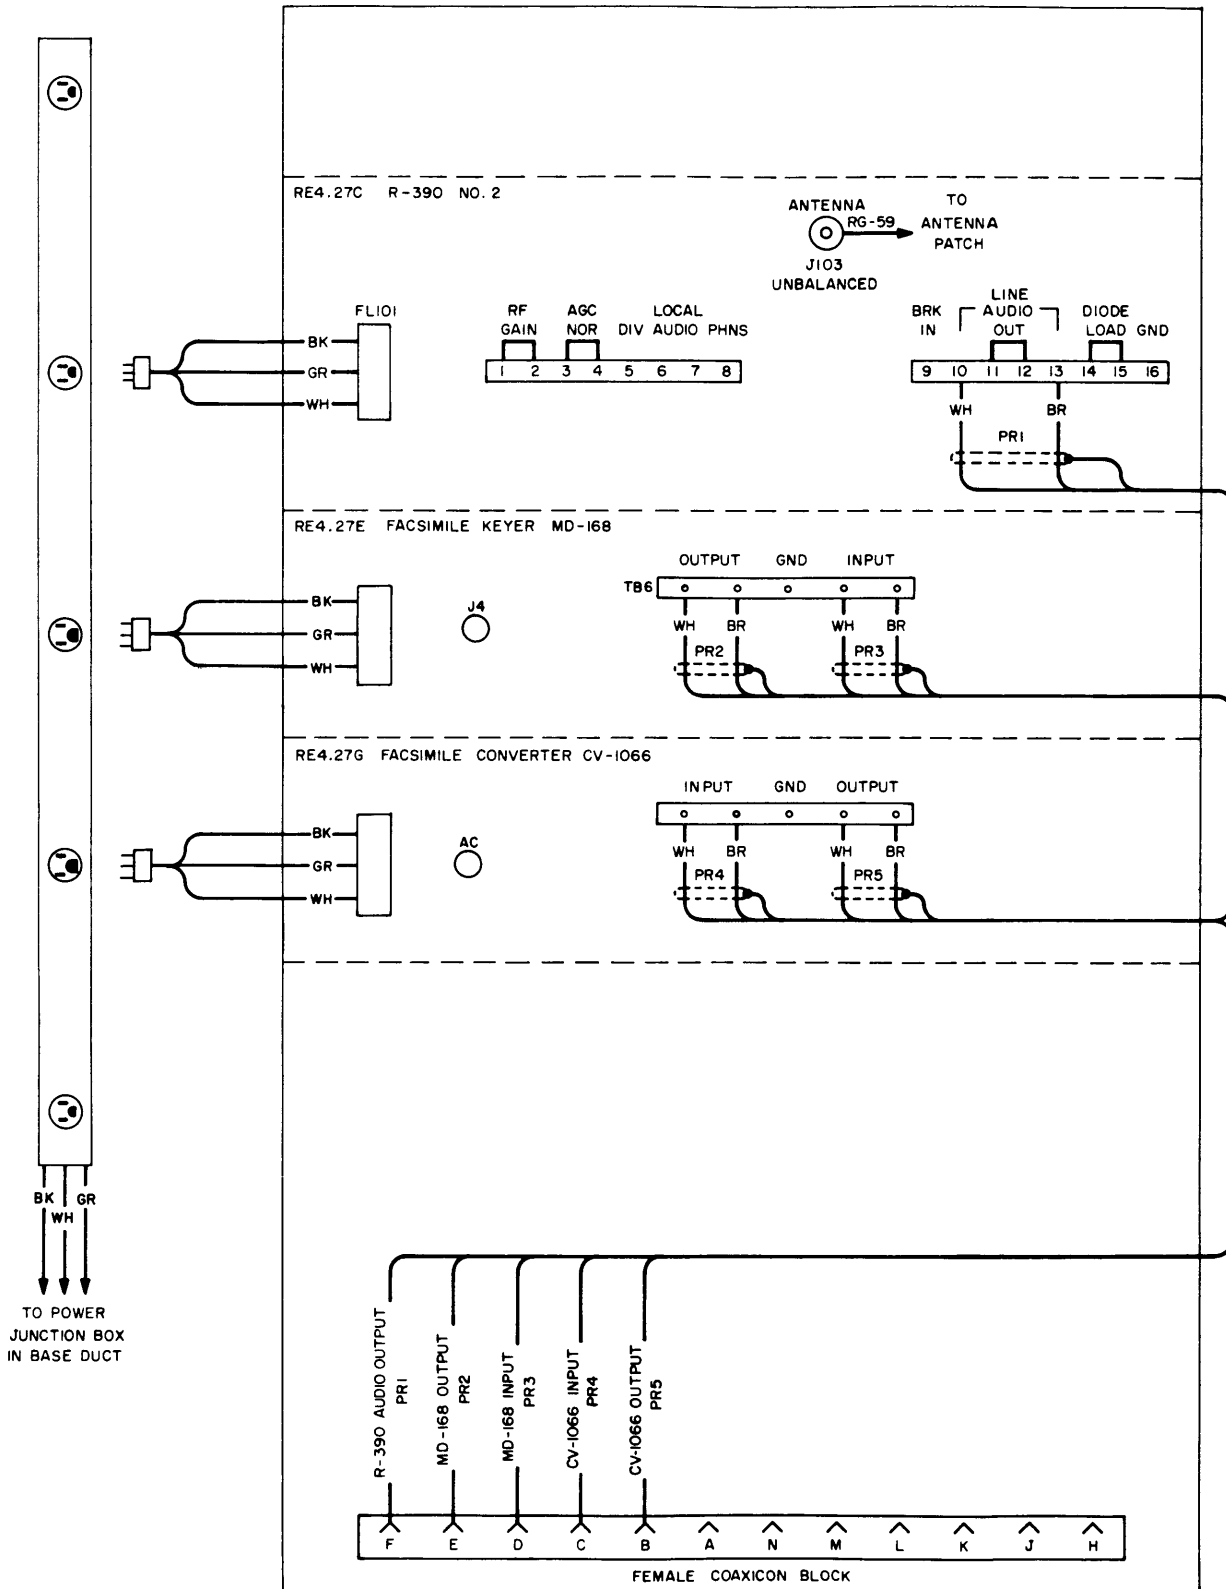 RE4.27C R-390 NO. 2
ANTENNA
RG-59
TO
ANTENNA
PATCH
J103
UNBALANCED
FL101
BK
GR
WH
RF
GAIN
AGC
NOR
LOCAL
DIV AUDIO PHNS
1 2 3 4 5 6 7 8
BRK
IN
LINE
AUDIO
OUT
DIODE
LOAD GND
9 10 11 12 13 14 15 16
WH BR
PR1
RE4.27E FACSIMILE KEYER MD-168
BK
GR
WH
J4
OUTPUT GND INPUT
TB6
WH BR WH BR
PR2 PR3
RE4.27G FACSIMILE CONVERTER CV-1066
BK
GR
WH
AC
INPUT GND OUTPUT
WH BR WH BR
PR4 PR5
BK WH GR
TO POWER
JUNCTION BOX
IN BASE DUCT
R-390 AUDIO OUTPUT
PR1
MD-168 OUTPUT
PR2
MD-168 INPUT
PR3
CV-1066 INPUT
PR4
CV-1066 OUTPUT
PR5
F E D C B A N M L K J H
FEMALE COAXICON BLOCK